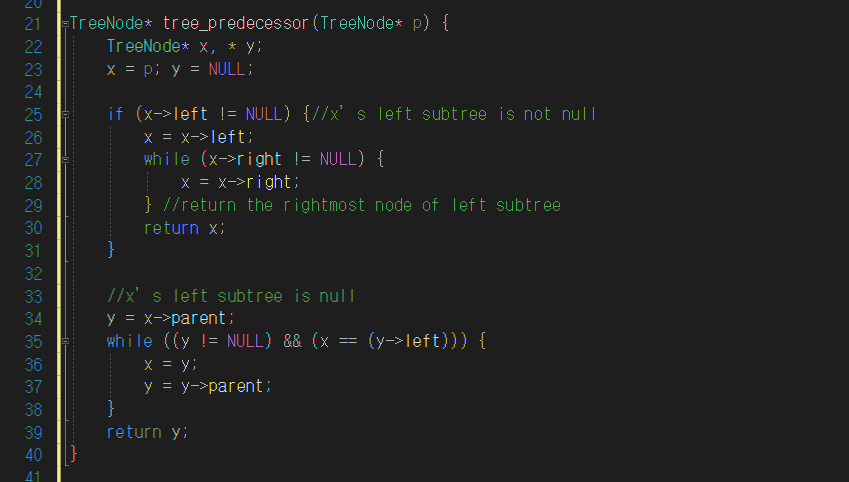 20
21 TreeNode* tree_predecessor(TreeNode* p) {
22 TreeNode* x, * y;
23 x = p; y = NULL;
24
25 if (x->left != NULL) {//x's left subtree is not null
26 x = x->left;
27 while (x->right != NULL) {
28 x = x->right;
29 } //return the rightmost node of left subtree
30 return x;
31 }
32
33 //x's left subtree is null
34 y = x->parent;
35 while ((y != NULL) && (x == (y->left))) {
36 x = y;
37 y = y->parent;
38 }
39 return y;
40 }
41